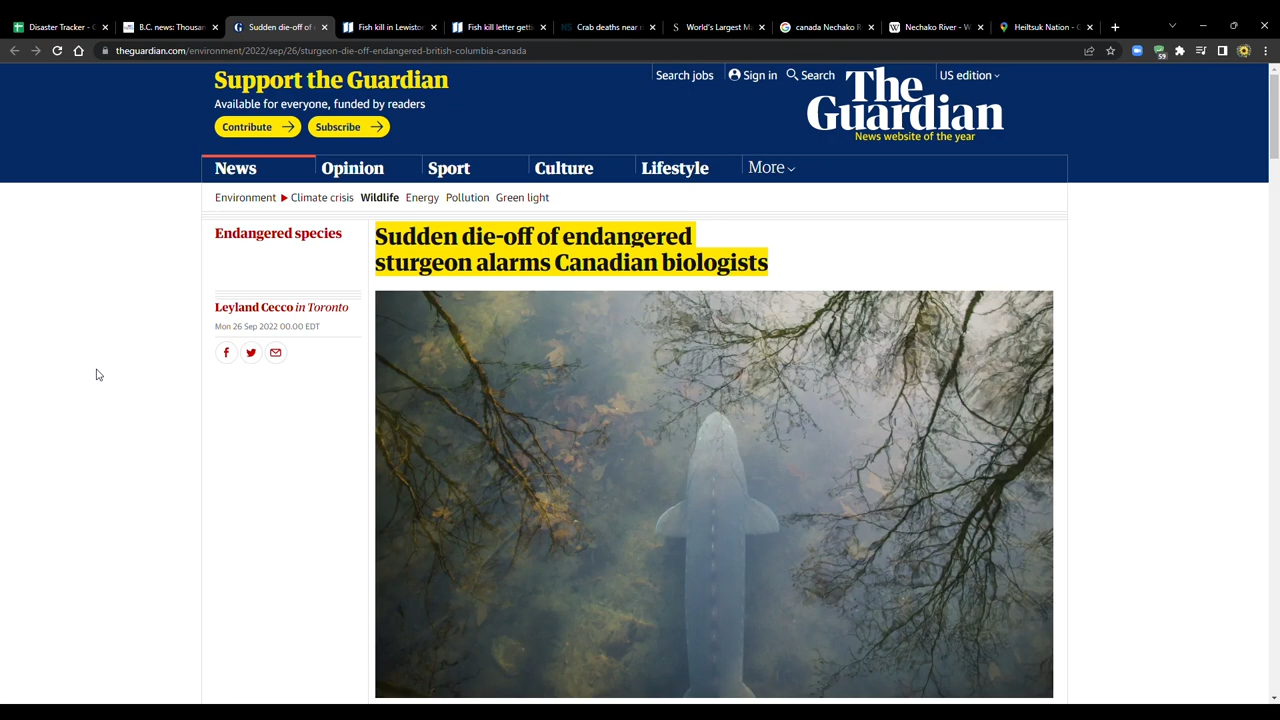 Disaster Tracker - G
B.C. news: Thousan
Sudden die-off of
Fish kill in Lewiston
Fish kill letter gett
Crab deaths near
World's Largest Ma
canada Nechako R
Nechako River - W
Heiltsuk Nation - G
theguardian.com/environment/2022/sep/26/sturgeon-die-off-endangered-british-columbia-canada
59
Support the Guardian
Available for everyone, funded by readers
Contribute
Subscribe
Search jobs
Sign in
Search
US edition
The
Guardian
News website of the year
News
Opinion
Sport
Culture
Lifestyle
More
Environment
Climate crisis
Wildlife
Energy
Pollution
Green light
Endangered species
Sudden die-off of endangered
sturgeon alarms Canadian biologists
Leyland Cecco in Toronto
Mon 26 Sep 2022 00.00 EDT